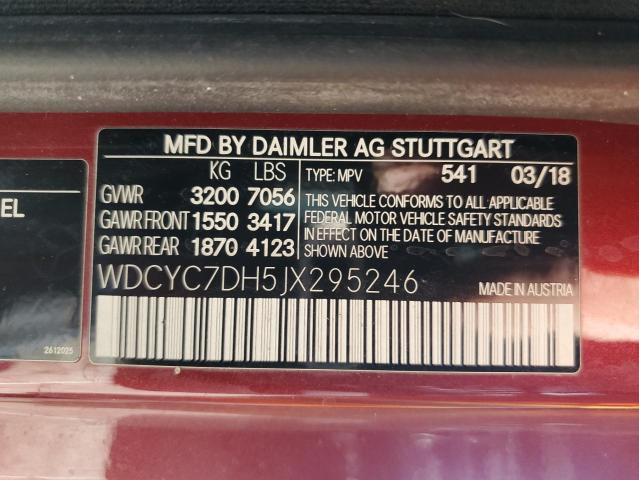 MFD BY DAIMLER AG STUTTGART
KG LBS
GVWR 3200 7056
GAWR FRONT 1550 3417
GAWR REAR 1870 4123
TYPE: MPV 541 03/18
THIS VEHICLE CONFORMS TO ALL APPLICABLE
FEDERAL MOTOR VEHICLE SAFETY STANDARDS
IN EFFECT ON THE DATE OF MANUFACTURE
SHOWN ABOVE
WDCYC7DH5JX295246
MADE IN AUSTRIA
EL
2612025